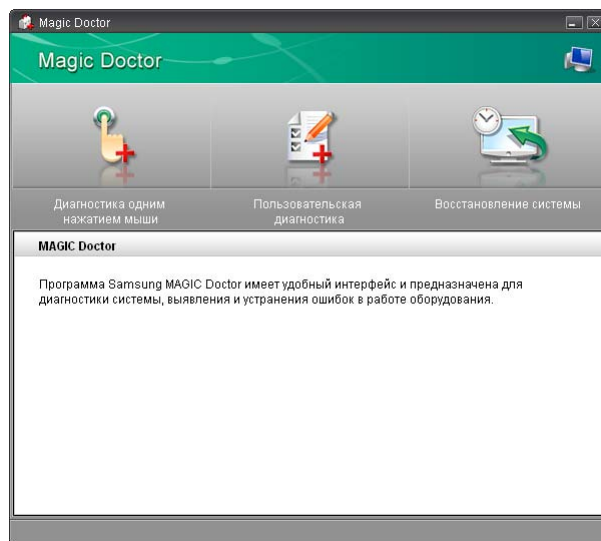 Magic Doctor
Magic Doctor
Диагностика одним
нажатием мыши
Пользовательская
диагностика
Восстановление системы
MAGIC Doctor
Программа Samsung MAGIC Doctor имеет удобный интерфейс и предназначена для
диагностики системы, выявления и устранения ошибок в работе оборудования.